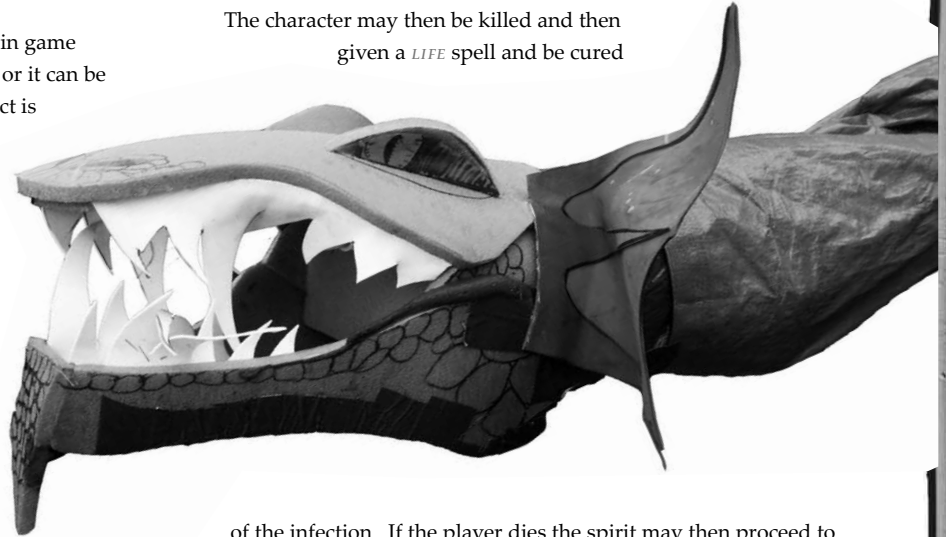 The character may then be killed and then
given a LIFE spell and be cured
in game
or it can be
ct is
of the infection. If the player dies the spirit may then proceed to